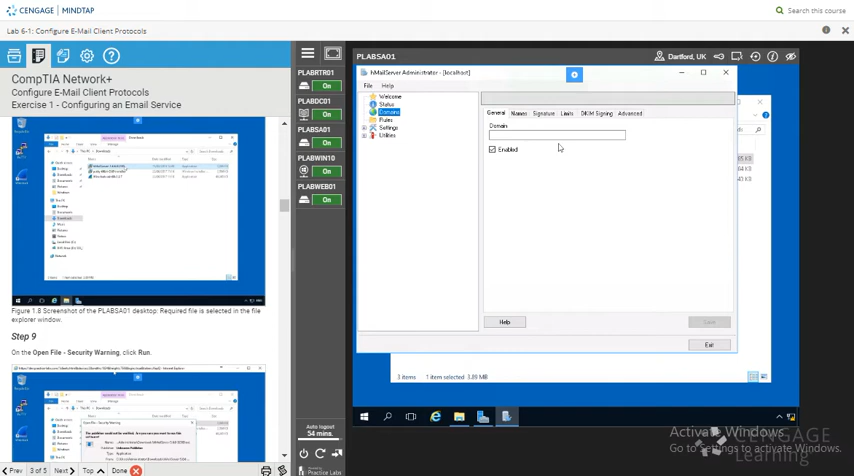 CENGAGE | MINDTAP
Search this course
Lab 6-1: Configure E-Mail Client Protocols
CompTIA Network+
Configure E-Mail Client Protocols
Exercise 1 - Configuring an Email Service
Figure 1.8 Screenshot of the PLABSA01 desktop: Required file is selected in the file
explorer window.
Step 9
On the Open File - Security Warning, click Run.
Prev 3 of 5 Next Top Done
PLABRTR01
On
PLABDC01
On
PLABSA01
On
PLABWIN10
On
PLABWEB01
On
Auto logout
54 mins.
Practice Labs
PLABSA01
Dartford, UK
hMailServer Administrator - [localhost]
File Help
Welcome
Status
Domains
Rules
Settings
Utilities
General Names Signature Limits DKIM Signing Advanced
Domain
Enabled
Help
Save
Exit
3 items 1 item selected 3.89 MB
Activate Windows
Go to Settings to activate Windows.
CENGAGE
Learning